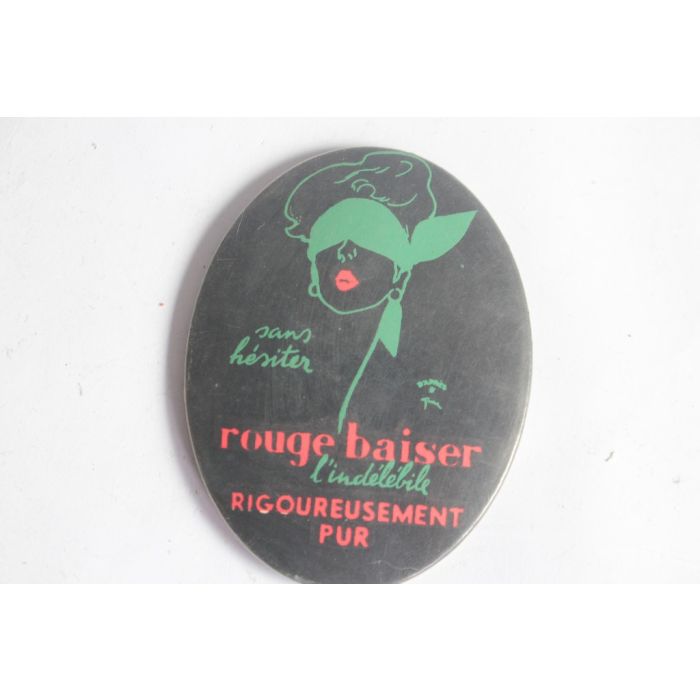 sans
hésiter
rouge baiser
l'indélébile
RIGOUREUSEMENT
PUR